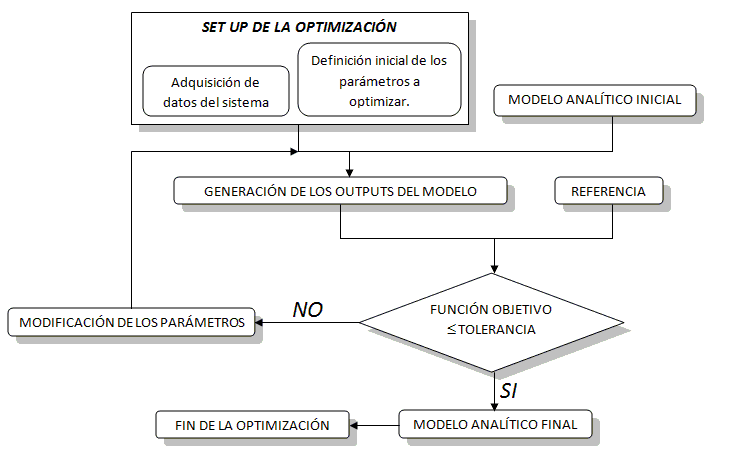 SET UP DE LA OPTIMIZACIÓN
Adquisición de
datos del sistema
Definición inicial de los
parámetros a
optimizar.
MODELO ANALÍTICO INICIAL
GENERACIÓN DE LOS OUTPUTS DEL MODELO
REFERENCIA
FUNCIÓN OBJETIVO
≤TOLERANCIA
NO
MODIFICACIÓN DE LOS PARÁMETROS
SI
MODELO ANALÍTICO FINAL
FIN DE LA OPTIMIZACIÓN